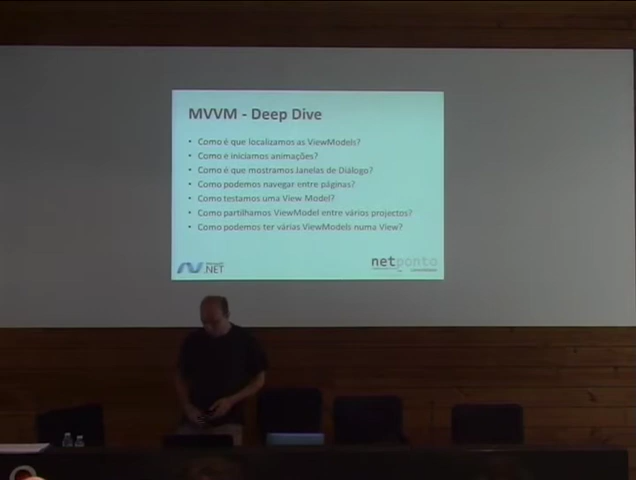 MVVM - Deep Dive
• Como é que localizamos as ViewModels?
• Como e iniciamos animações?
• Como é que mostramos Janelas de Diálogo?
• Como podemos navegar entre páginas?
• Como testamos uma View Model?
• Como partilhamos ViewModel entre vários projectos?
• Como podemos ter várias ViewModels numa View?
.NET
netponto